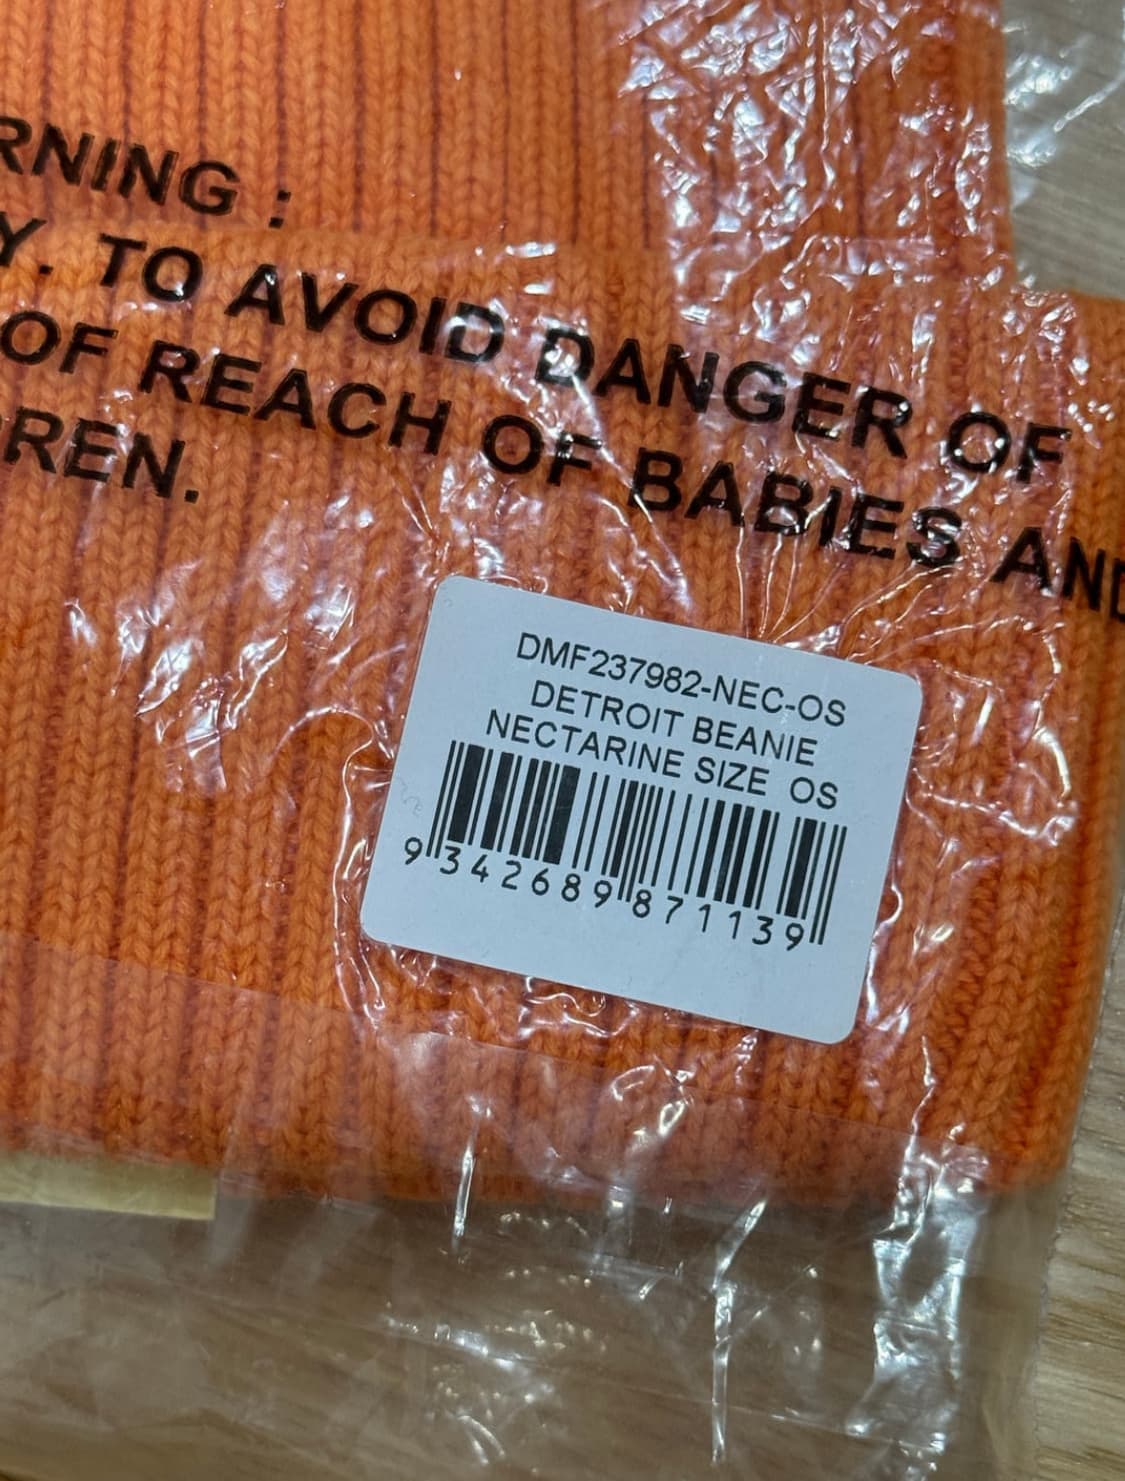 RNING :
Y. TO AVOID DANGER OF
OF REACH OF BABIES AND
DREN.
DMF237982-NEC-OS
DETROIT BEANIE
NECTARINE SIZE OS
9 342689 871139